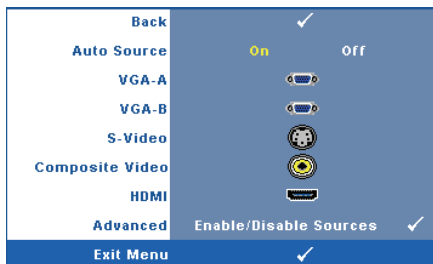 Back
Auto Source On Off
VGA-A
VGA-B
S-Video
Composite Video
HDMI
Advanced Enable/Disable Sources
Exit Menu